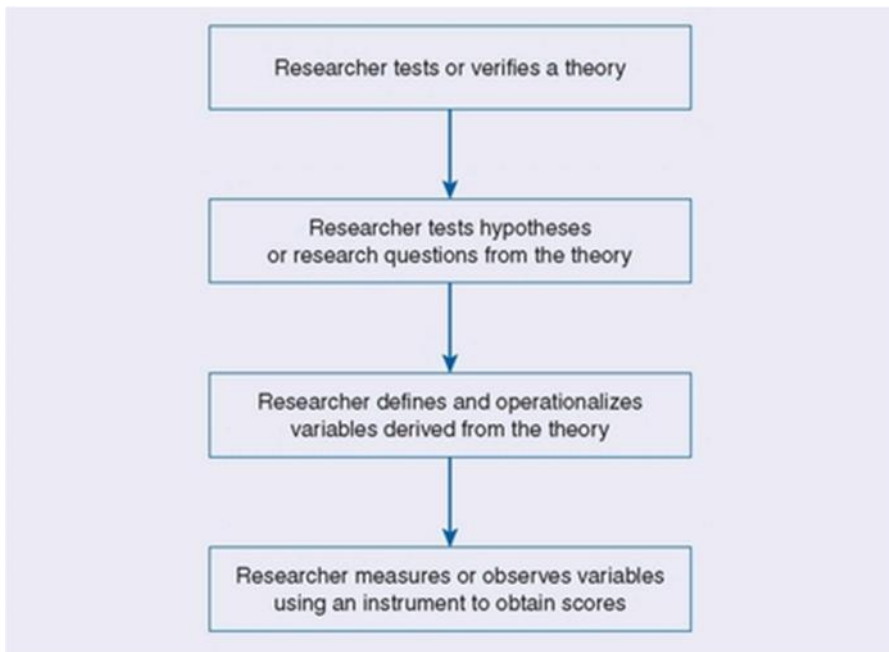 Researcher tests or verifies a theory
Researcher tests hypotheses
or research questions from the theory
Researcher defines and operationalizes
variables derived from the theory
Researcher measures or observes variables
using an instrument to obtain scores